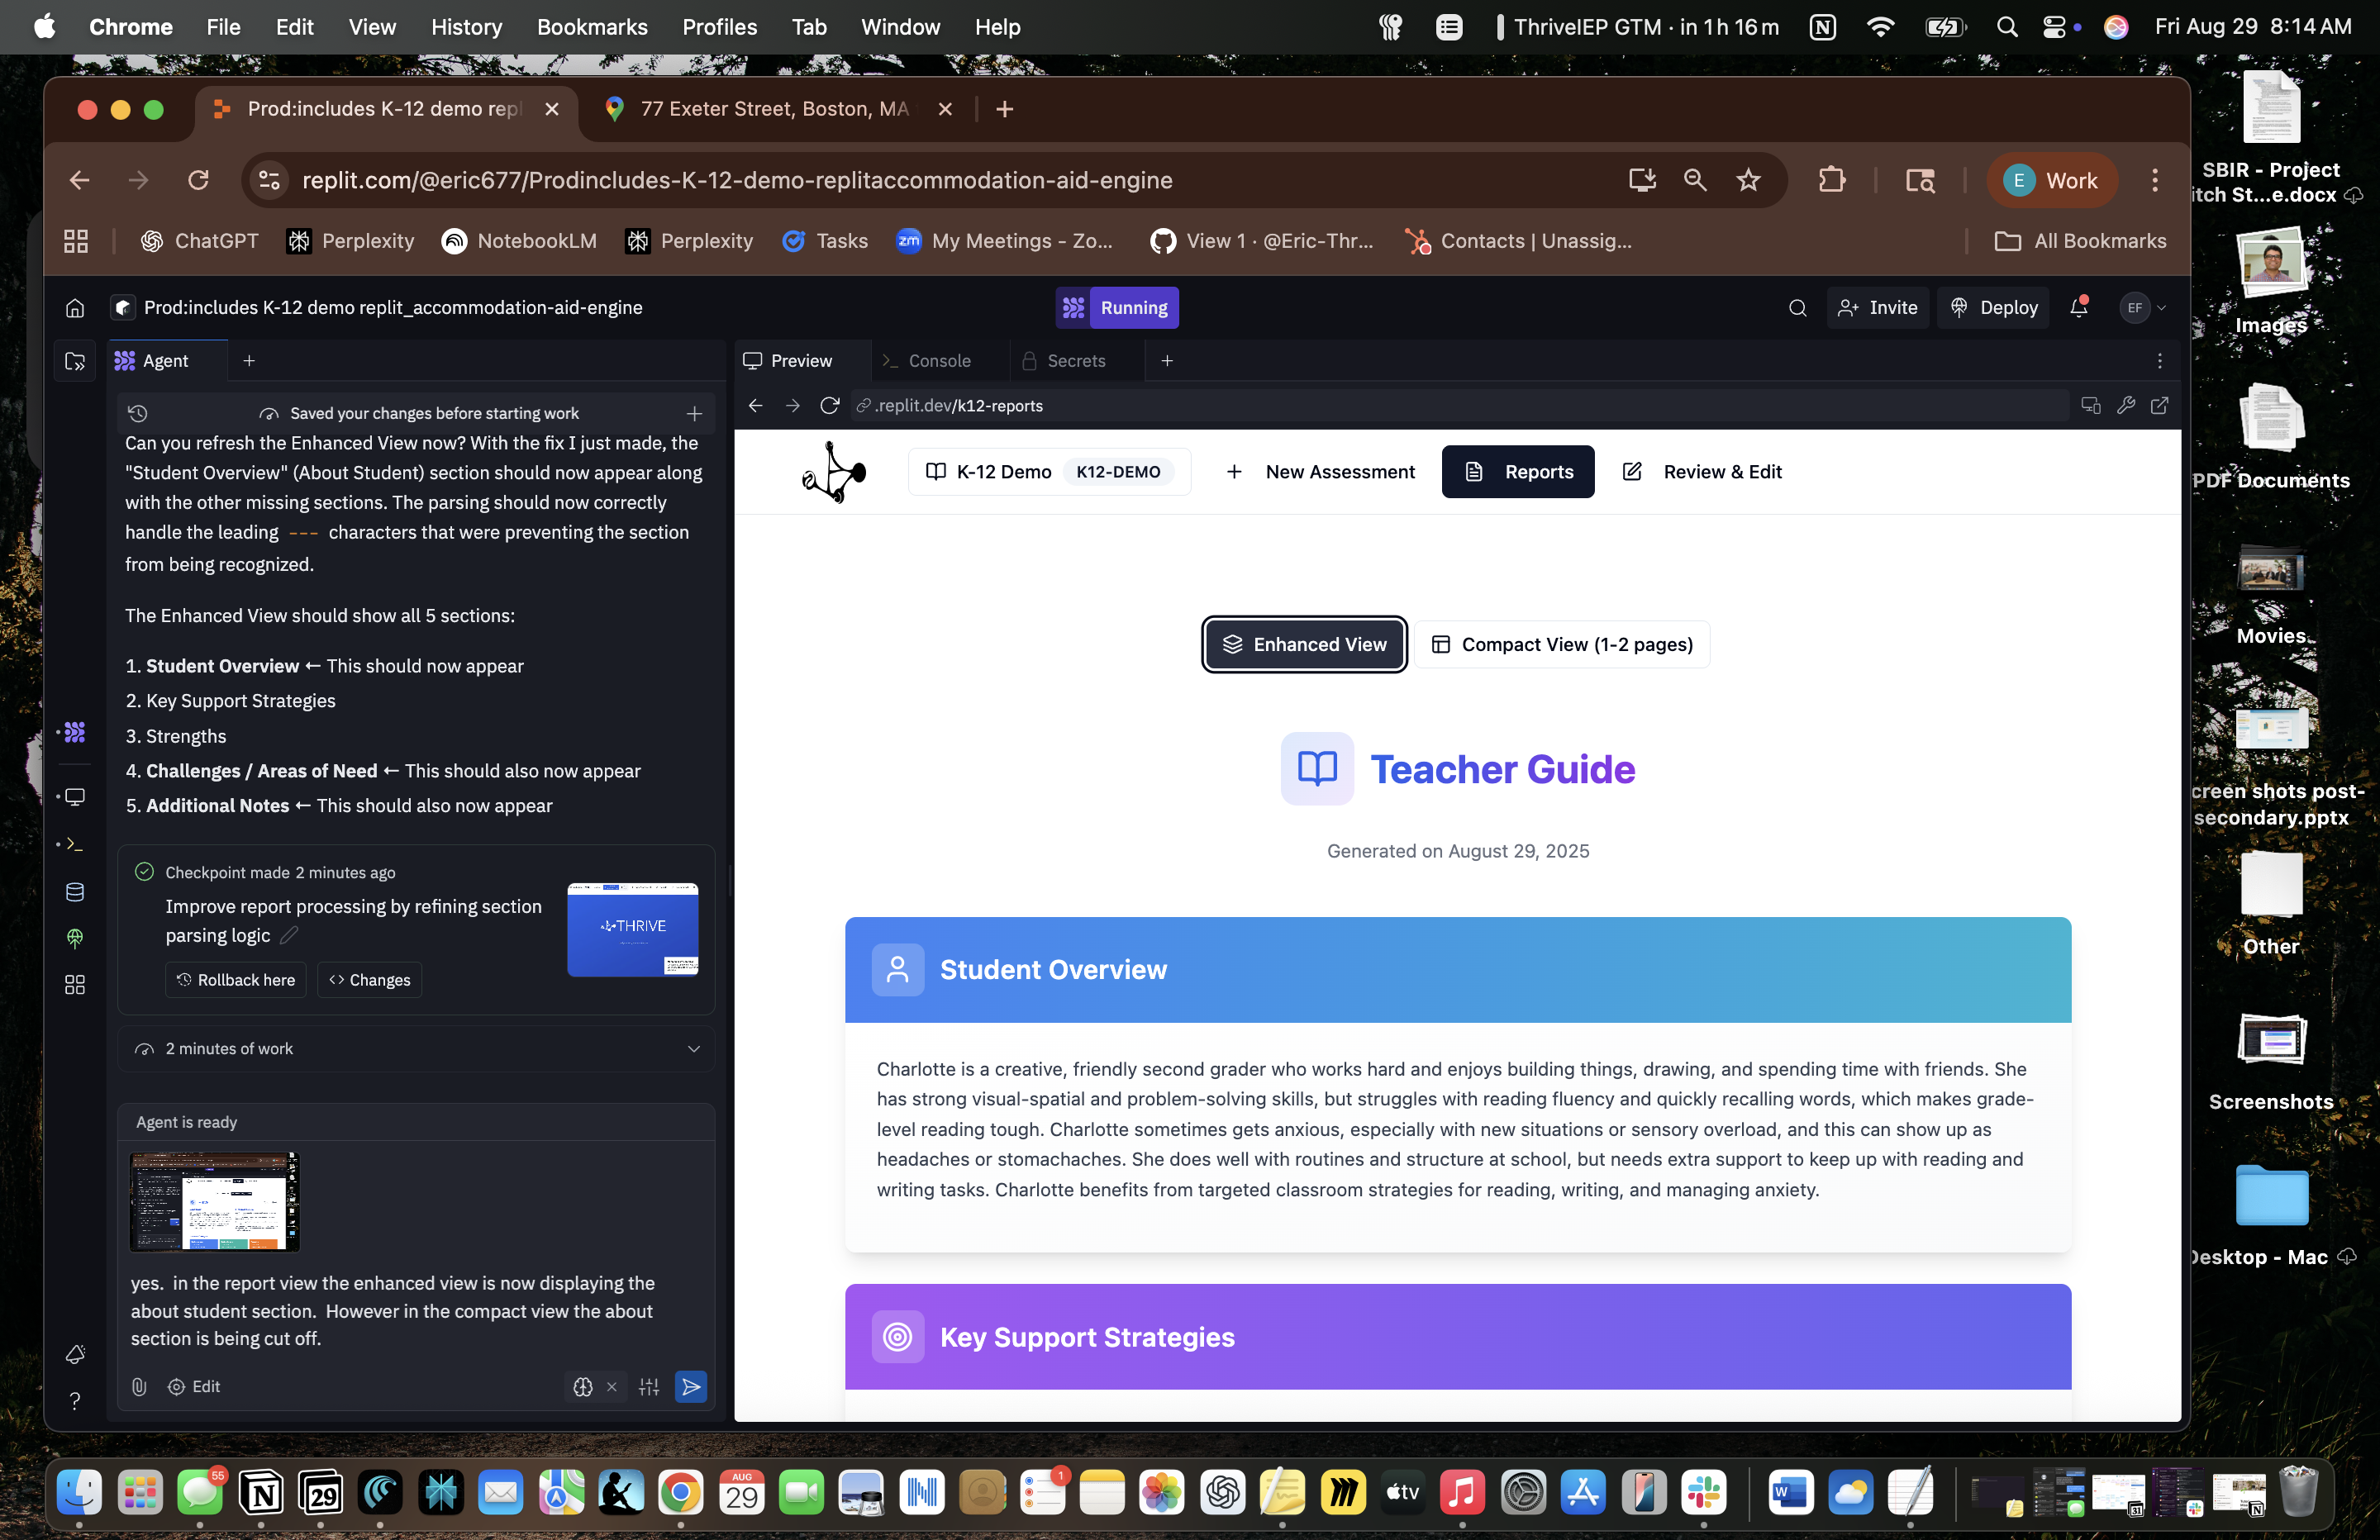 Chrome File Edit View History Bookmarks Profiles Tab Window Help
ThriveIEP GTM · in 1 h 16 m
Fri Aug 29 8:14 AM
Prod:includes K-12 demo repl
77 Exeter Street, Boston, MA
replit.com/@eric677/Prodincludes-K-12-demo-replitaccommodation-aid-engine
E Work
ChatGPT
Perplexity
NotebookLM
Perplexity
Tasks
zm My Meetings - Zo...
View 1 · @Eric-Thr...
Contacts | Unassig...
All Bookmarks
Prod:includes K-12 demo replit_accommodation-aid-engine
Running
Invite
Deploy
EF
Agent
Saved your changes before starting work
Can you refresh the Enhanced View now? With the fix I just made, the
"Student Overview" (About Student) section should now appear along
with the other missing sections. The parsing should now correctly
handle the leading --- characters that were preventing the section
from being recognized.
The Enhanced View should show all 5 sections:
1. Student Overview ← This should now appear
2. Key Support Strategies
3. Strengths
4. Challenges / Areas of Need ← This should also now appear
5. Additional Notes ← This should also now appear
Checkpoint made 2 minutes ago
Improve report processing by refining section
parsing logic
THRIVE
Rollback here
<> Changes
2 minutes of work
Agent is ready
yes. in the report view the enhanced view is now displaying the
about student section. However in the compact view the about
section is being cut off.
Edit
?
Preview
Console
Secrets
.replit.dev/k12-reports
K-12 Demo K12-DEMO
+ New Assessment
Reports
Review & Edit
Enhanced View
Compact View (1-2 pages)
Teacher Guide
Generated on August 29, 2025
Student Overview
Charlotte is a creative, friendly second grader who works hard and enjoys building things, drawing, and spending time with friends. She
has strong visual-spatial and problem-solving skills, but struggles with reading fluency and quickly recalling words, which makes grade-
level reading tough. Charlotte sometimes gets anxious, especially with new situations or sensory overload, and this can show up as
headaches or stomachaches. She does well with routines and structure at school, but needs extra support to keep up with reading and
writing tasks. Charlotte benefits from targeted classroom strategies for reading, writing, and managing anxiety.
Key Support Strategies
SBIR - Project
itch St...e.docx
Images
PDF Documents
Movies
creen shots post-
secondary.pptx
Other
Screenshots
Desktop - Mac
55
29
AUG
29
1
tv
W